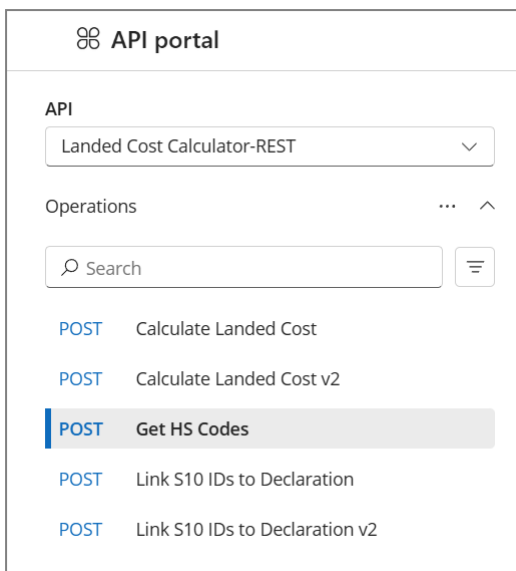 API portal
API
Landed Cost Calculator-REST
Operations
Search
POST Calculate Landed Cost
POST Calculate Landed Cost v2
POST Get HS Codes
POST Link S10 IDs to Declaration
POST Link S10 IDs to Declaration v2